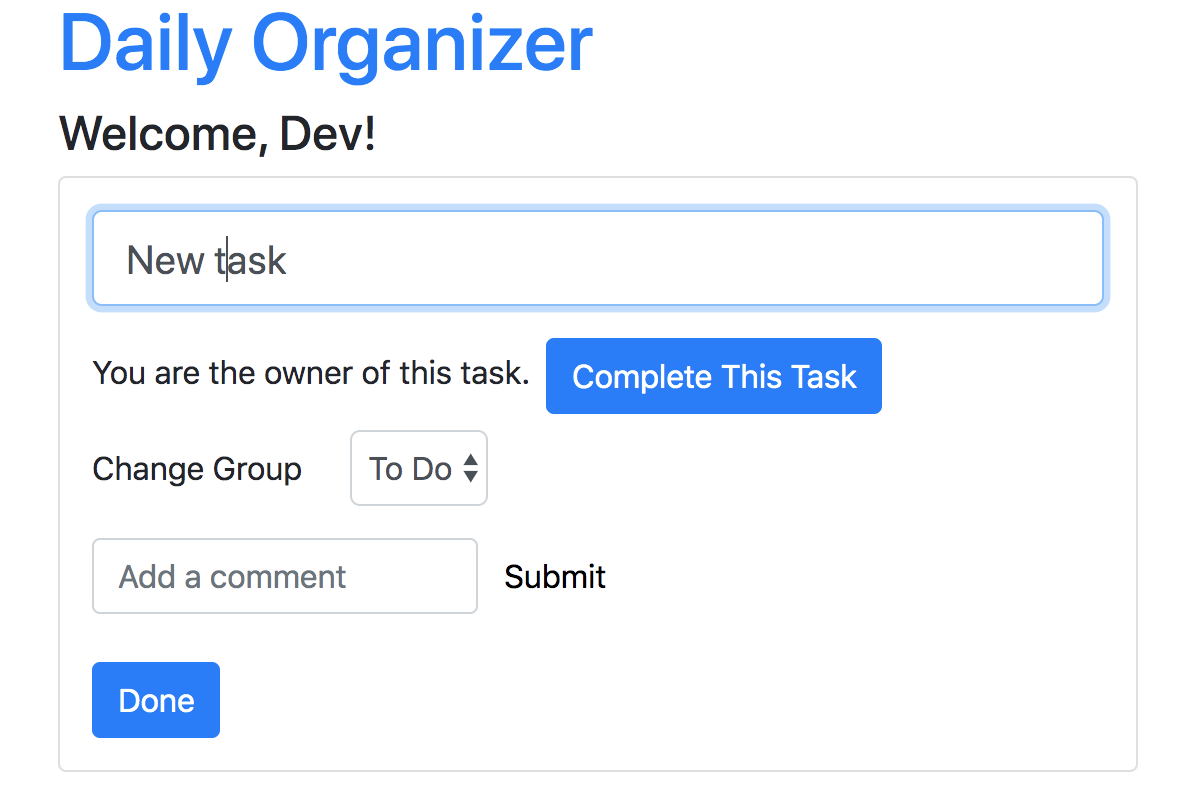 Daily Organizer
Welcome, Dev!
New task
You are the owner of this task. Complete This Task
Change Group To Do
Add a comment Submit
Done